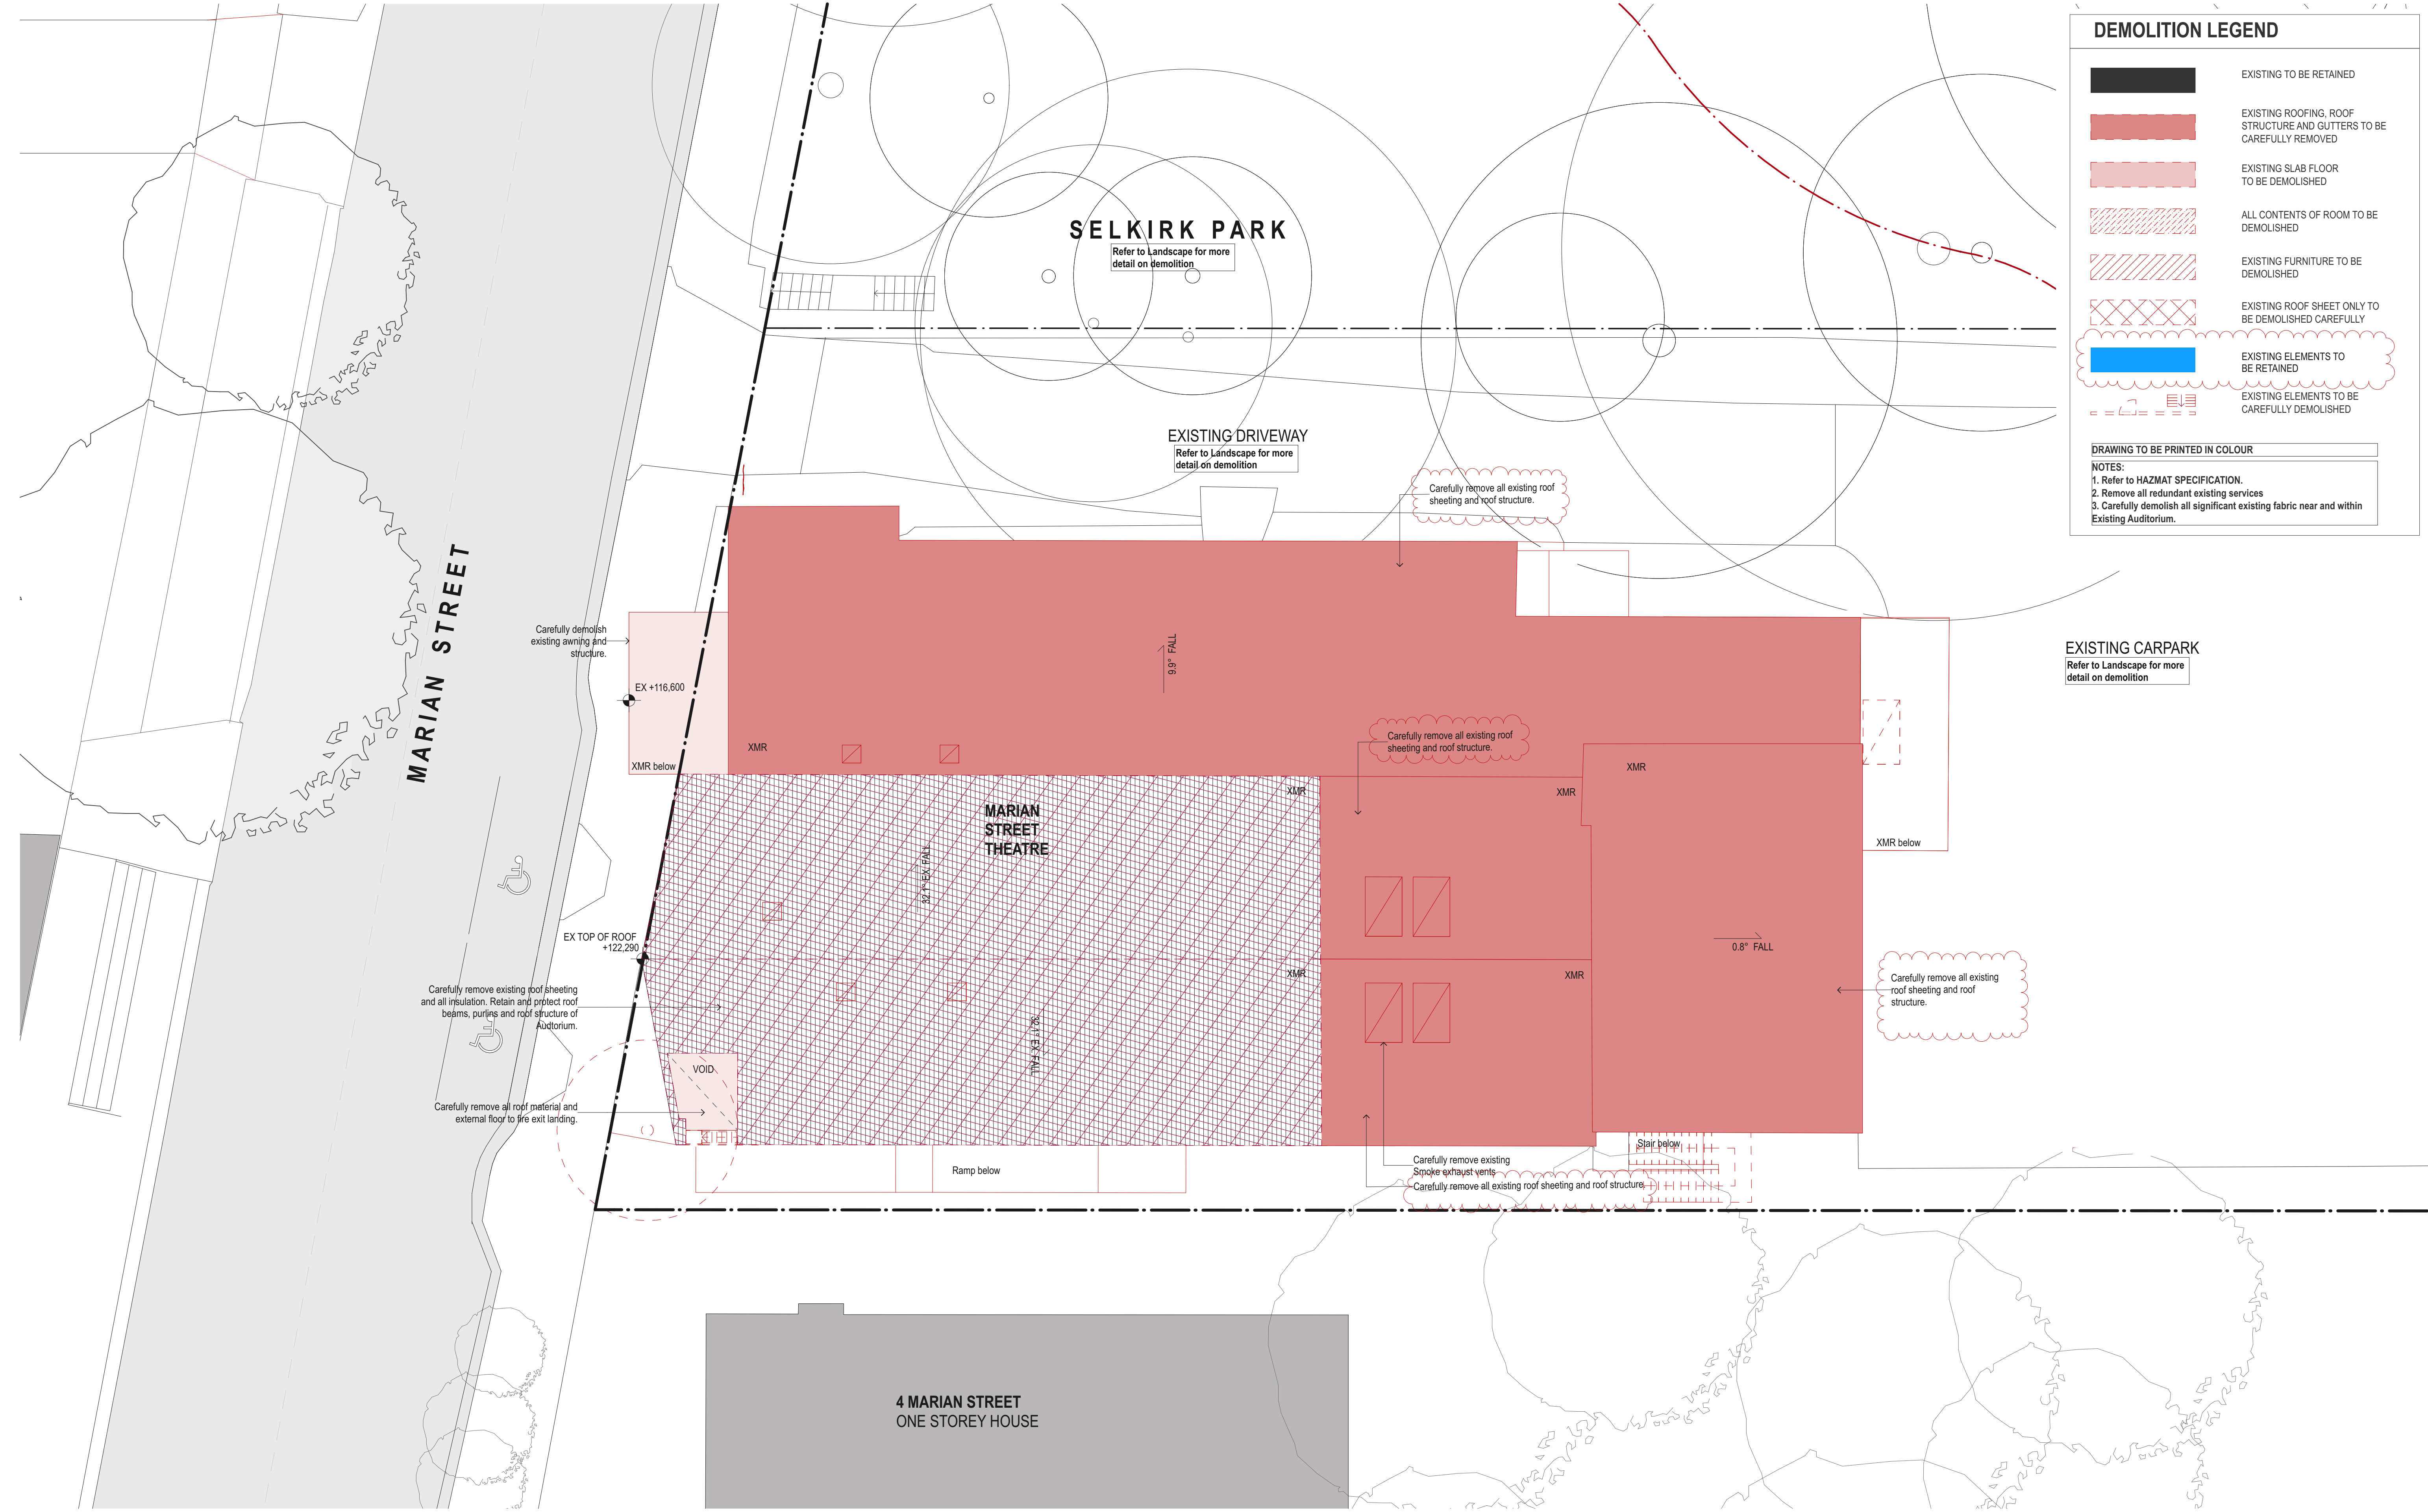 DEMOLITION LEGEND
EXISTING TO BE RETAINED
EXISTING ROOFING, ROOF
STRUCTURE AND GUTTERS TO BE
CAREFULLY REMOVED
EXISTING SLAB FLOOR
TO BE DEMOLISHED
ALL CONTENTS OF ROOM TO BE
DEMOLISHED
EXISTING FURNITURE TO BE
DEMOLISHED
EXISTING ROOF SHEET ONLY TO
BE DEMOLISHED CAREFULLY
EXISTING ELEMENTS TO
BE RETAINED
EXISTING ELEMENTS TO BE
CAREFULLY DEMOLISHED
DRAWING TO BE PRINTED IN COLOUR
NOTES:
1. Refer to HAZMAT SPECIFICATION.
2. Remove all redundant existing services
3. Carefully demolish all significant existing fabric near and within
Existing Auditorium.
SELKIRK PARK
Refer to Landscape for more
detail on demolition
EXISTING DRIVEWAY
Refer to Landscape for more
detail on demolition
Carefully remove all existing roof
sheeting and roof structure.
MARIAN STREET
Carefully demolish
existing awning and
structure.
EX +116,600
XMR below
XMR
9.9° FALL
Carefully remove all existing roof
sheeting and roof structure.
EXISTING CARPARK
Refer to Landscape for more
detail on demolition
XMR
XMR
XMR
XMR below
MARIAN
STREET
THEATRE
32.1° EX. FALL
EX TOP OF ROOF
+122,290
XMR
XMR
0.8° FALL
Carefully remove all existing
roof sheeting and roof
structure.
Carefully remove existing roof sheeting
and all insulation. Retain and protect roof
beams, purlins and roof structure of
Audtorium.
32.1° EX. FALL
VOID
Carefully remove all roof material and
external floor to fire exit landing.
Ramp below
Stair below
Carefully remove existing
Smoke exhaust vents
Carefully remove all existing roof sheeting and roof structure.
4 MARIAN STREET
ONE STOREY HOUSE